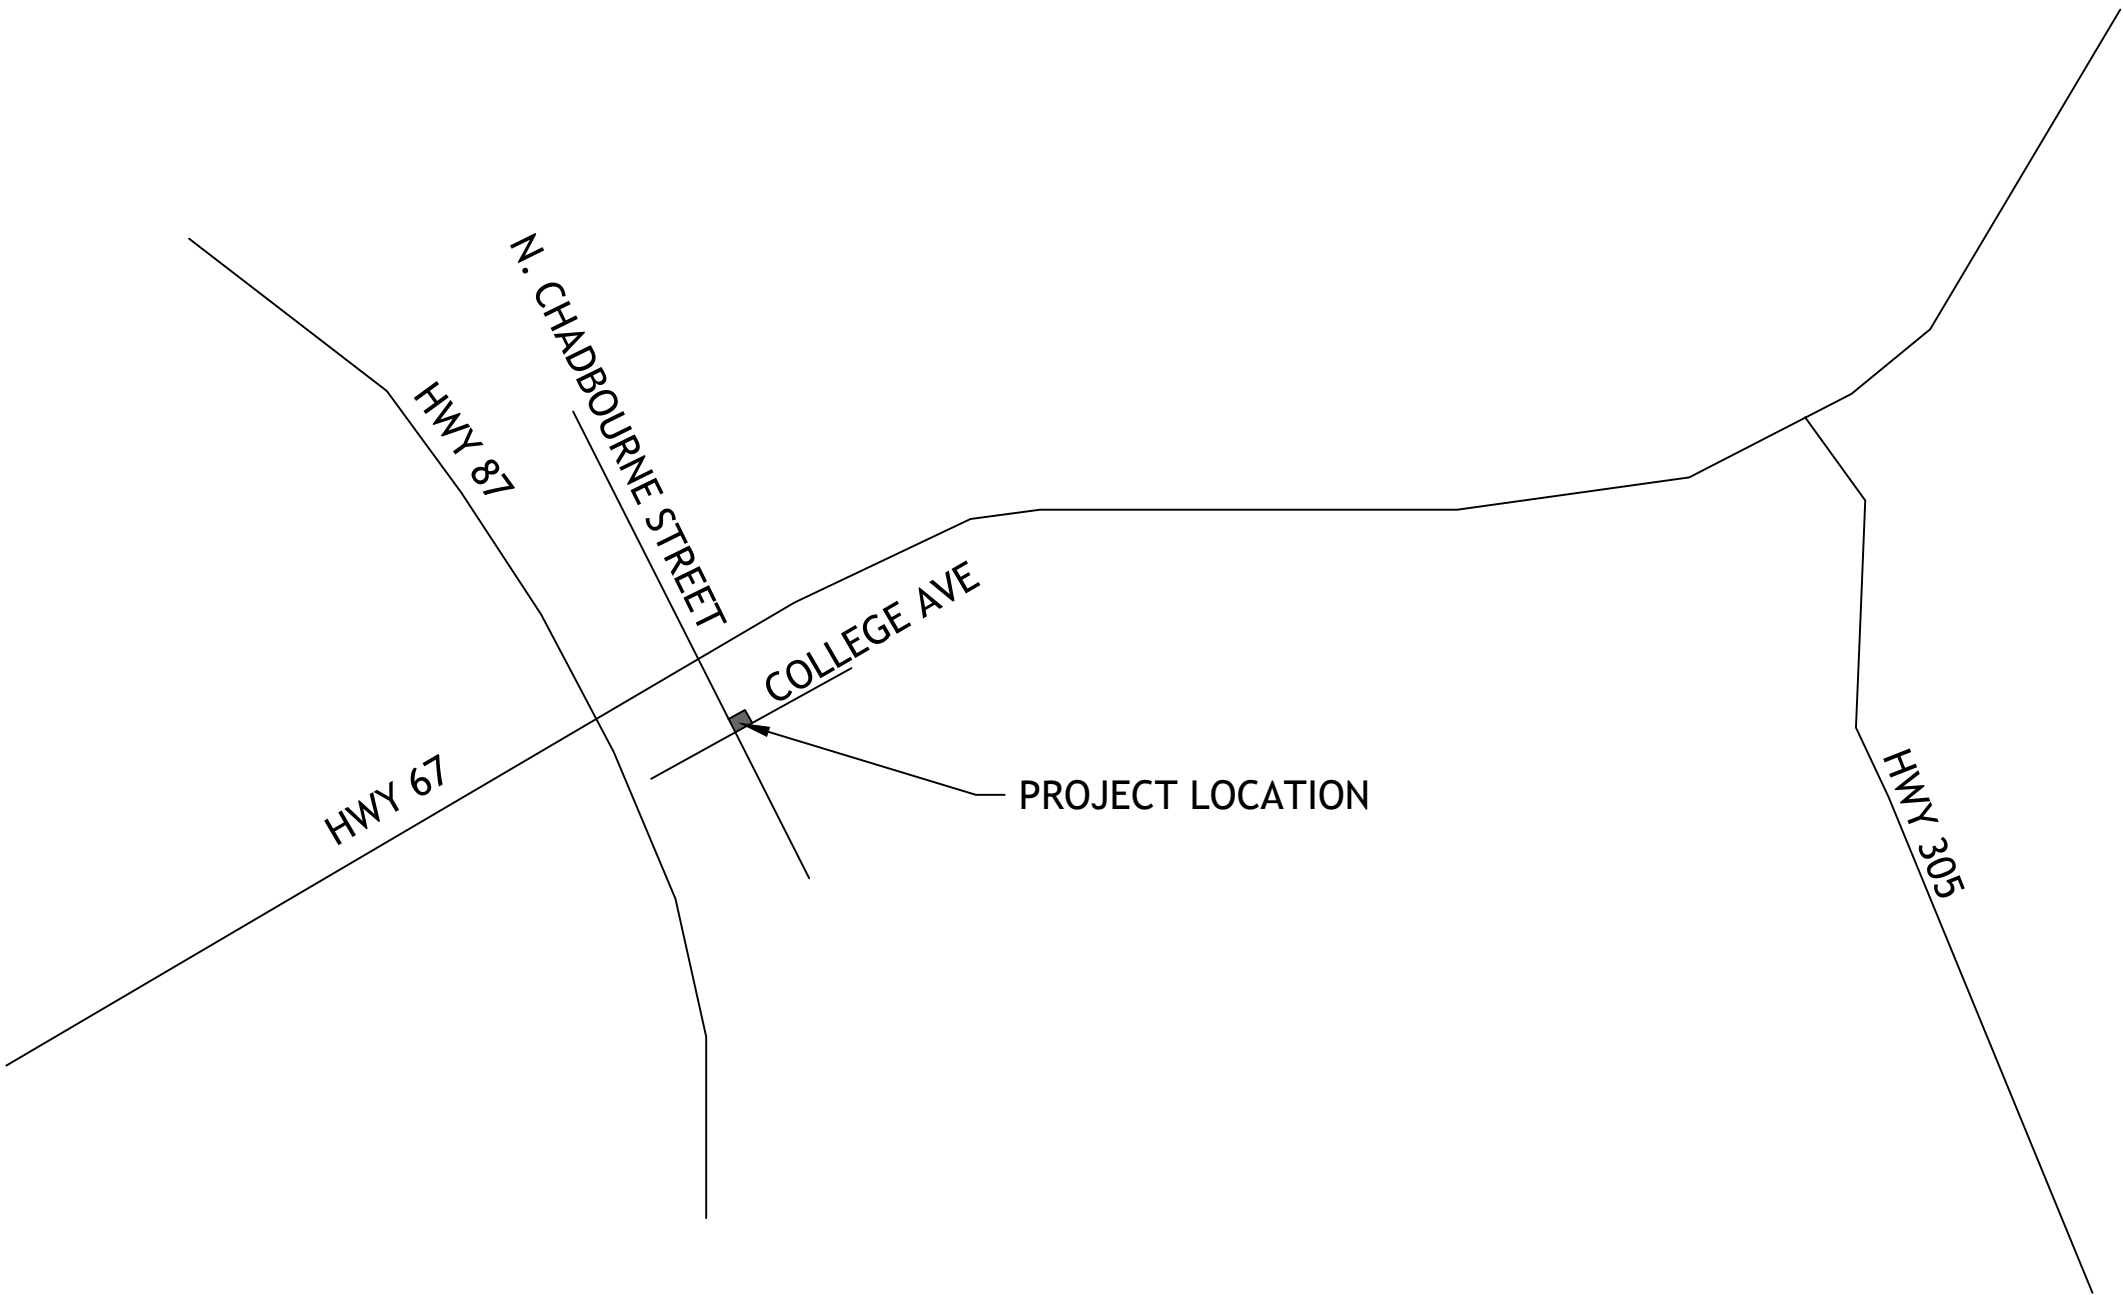 N. CHADBOURNE STREET
HWY 87
COLLEGE AVE
HWY 67
PROJECT LOCATION
HWY 305